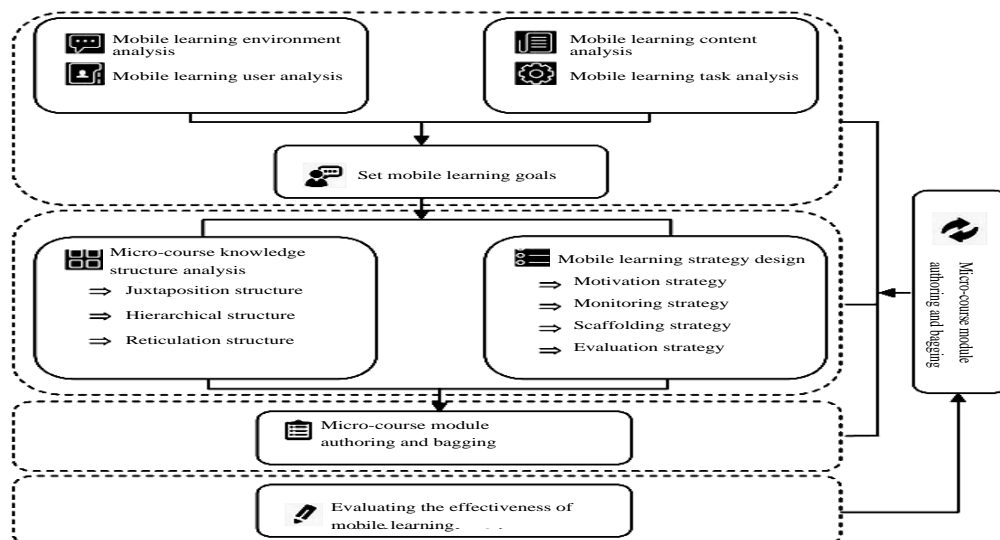 Mobile learning environment
analysis
Mobile learning user analysis
Mobile learning content
analysis
Mobile learning task analysis
Set mobile learning goals
Micro-course knowledge
structure analysis
⇒ Juxtaposition structure
⇒ Hierarchical structure
⇒ Reticulation structure
Mobile learning strategy design
⇒ Motivation strategy
⇒ Monitoring strategy
⇒ Scaffolding strategy
⇒ Evaluation strategy
Micro-course module
authoring and bagging
Micro-course module
authoring and bagging
Evaluating the effectiveness of
mobile learning.